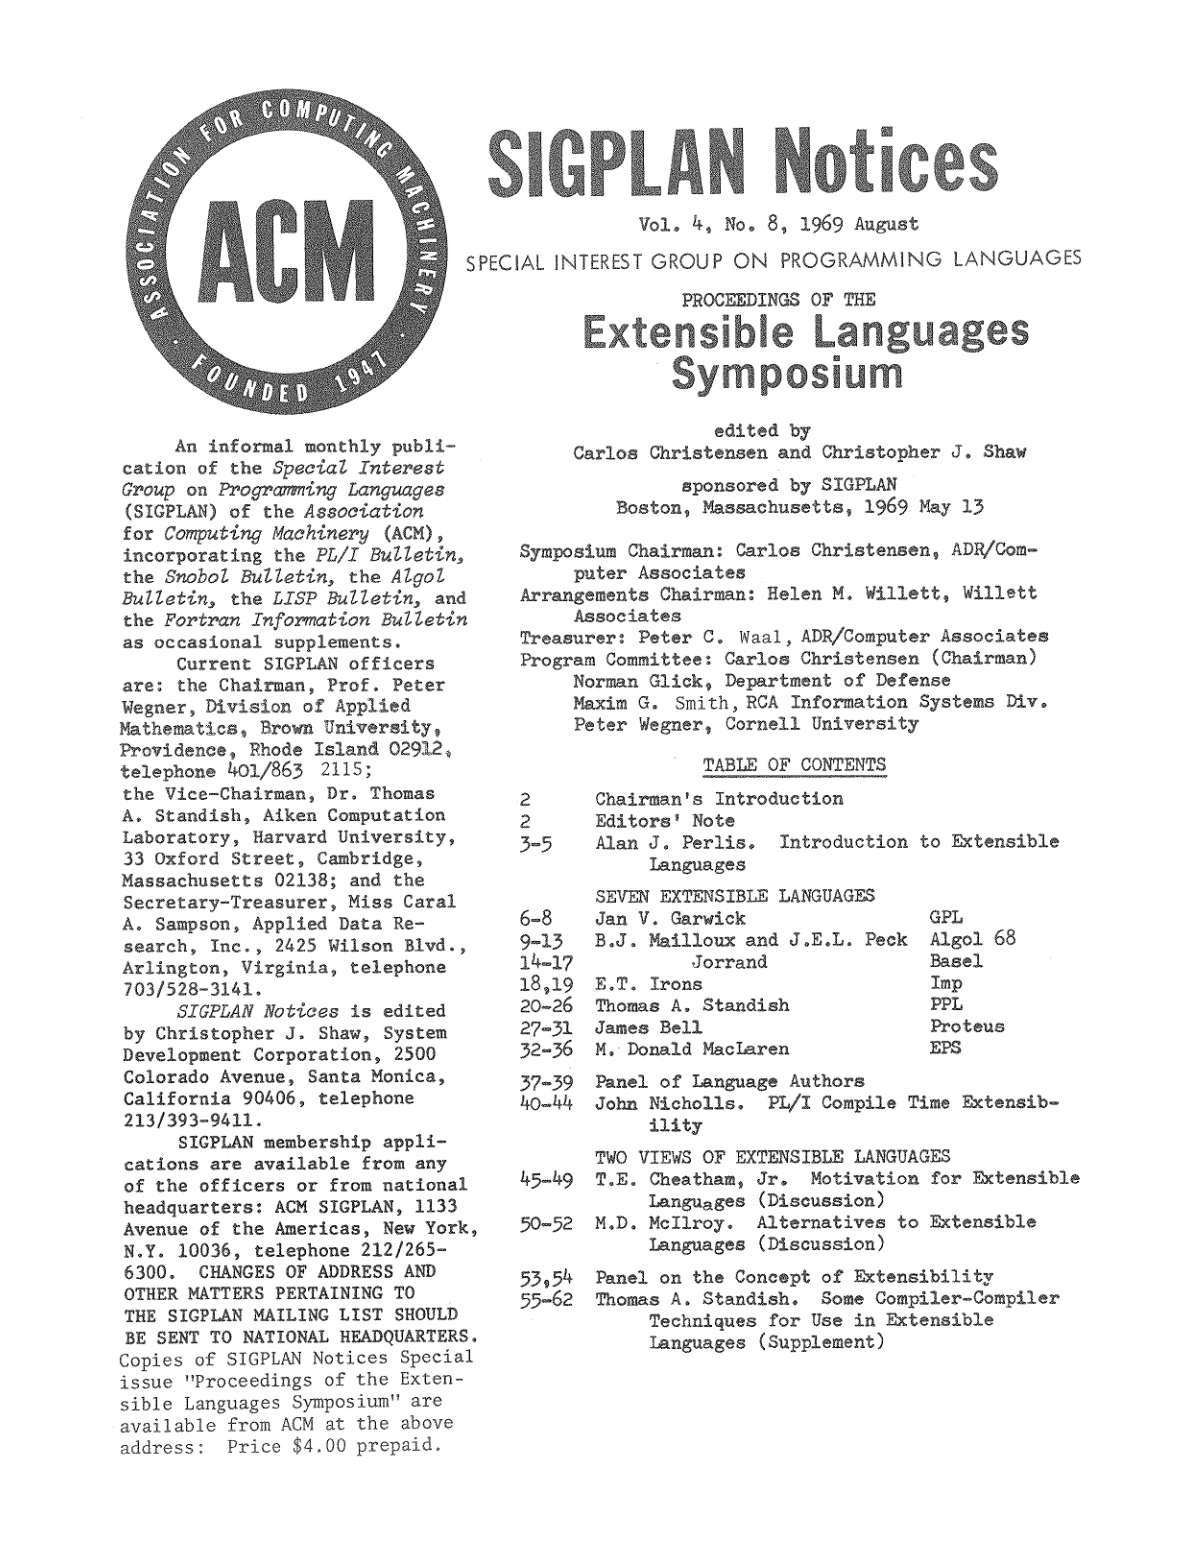 ASSOCIATION FOR COMPUTING MACHINERY
ACM
· FOUNDED 1947 ·
SIGPLAN Notices
Vol. 4, No. 8, 1969 August
SPECIAL INTEREST GROUP ON PROGRAMMING LANGUAGES
PROCEEDINGS OF THE
Extensible Languages
Symposium
edited by
Carlos Christensen and Christopher J. Shaw
sponsored by SIGPLAN
Boston, Massachusetts, 1969 May 13
Symposium Chairman: Carlos Christensen, ADR/Com-
puter Associates
Arrangements Chairman: Helen M. Willett, Willett
Associates
Treasurer: Peter C. Waal, ADR/Computer Associates
Program Committee: Carlos Christensen (Chairman)
Norman Glick, Department of Defense
Maxim G. Smith, RCA Information Systems Div.
Peter Wegner, Cornell University
TABLE OF CONTENTS
2 Chairman's Introduction
2 Editors' Note
3-5 Alan J. Perlis. Introduction to Extensible
Languages
SEVEN EXTENSIBLE LANGUAGES
6-8 Jan V. Garwick GPL
9-13 B.J. Mailloux and J.E.L. Peck Algol 68
14-17 Jorrand Basel
18,19 E.T. Irons Imp
20-26 Thomas A. Standish PPL
27-31 James Bell Proteus
32-36 M. Donald MacLaren EPS
37-39 Panel of Language Authors
40-44 John Nicholls. PL/I Compile Time Extensib-
ility
TWO VIEWS OF EXTENSIBLE LANGUAGES
45-49 T.E. Cheatham, Jr. Motivation for Extensible
Languages (Discussion)
50-52 M.D. McIlroy. Alternatives to Extensible
Languages (Discussion)
53,54 Panel on the Concept of Extensibility
55-62 Thomas A. Standish. Some Compiler-Compiler
Techniques for Use in Extensible
Languages (Supplement)
An informal monthly publi-
cation of the Special Interest
Group on Programming Languages
(SIGPLAN) of the Association
for Computing Machinery (ACM),
incorporating the PL/I Bulletin,
the Snobol Bulletin, the Algol
Bulletin, the LISP Bulletin, and
the Fortran Information Bulletin
as occasional supplements.
Current SIGPLAN officers
are: the Chairman, Prof. Peter
Wegner, Division of Applied
Mathematics, Brown University,
Providence, Rhode Island 02912,
telephone 401/863 2115;
the Vice-Chairman, Dr. Thomas
A. Standish, Aiken Computation
Laboratory, Harvard University,
33 Oxford Street, Cambridge,
Massachusetts 02138; and the
Secretary-Treasurer, Miss Caral
A. Sampson, Applied Data Re-
search, Inc., 2425 Wilson Blvd.,
Arlington, Virginia, telephone
703/528-3141.
SIGPLAN Notices is edited
by Christopher J. Shaw, System
Development Corporation, 2500
Colorado Avenue, Santa Monica,
California 90406, telephone
213/393-9411.
SIGPLAN membership appli-
cations are available from any
of the officers or from national
headquarters: ACM SIGPLAN, 1133
Avenue of the Americas, New York,
N.Y. 10036, telephone 212/265-
6300. CHANGES OF ADDRESS AND
OTHER MATTERS PERTAINING TO
THE SIGPLAN MAILING LIST SHOULD
BE SENT TO NATIONAL HEADQUARTERS.
Copies of SIGPLAN Notices Special
issue "Proceedings of the Exten-
sible Languages Symposium" are
available from ACM at the above
address: Price $4.00 prepaid.